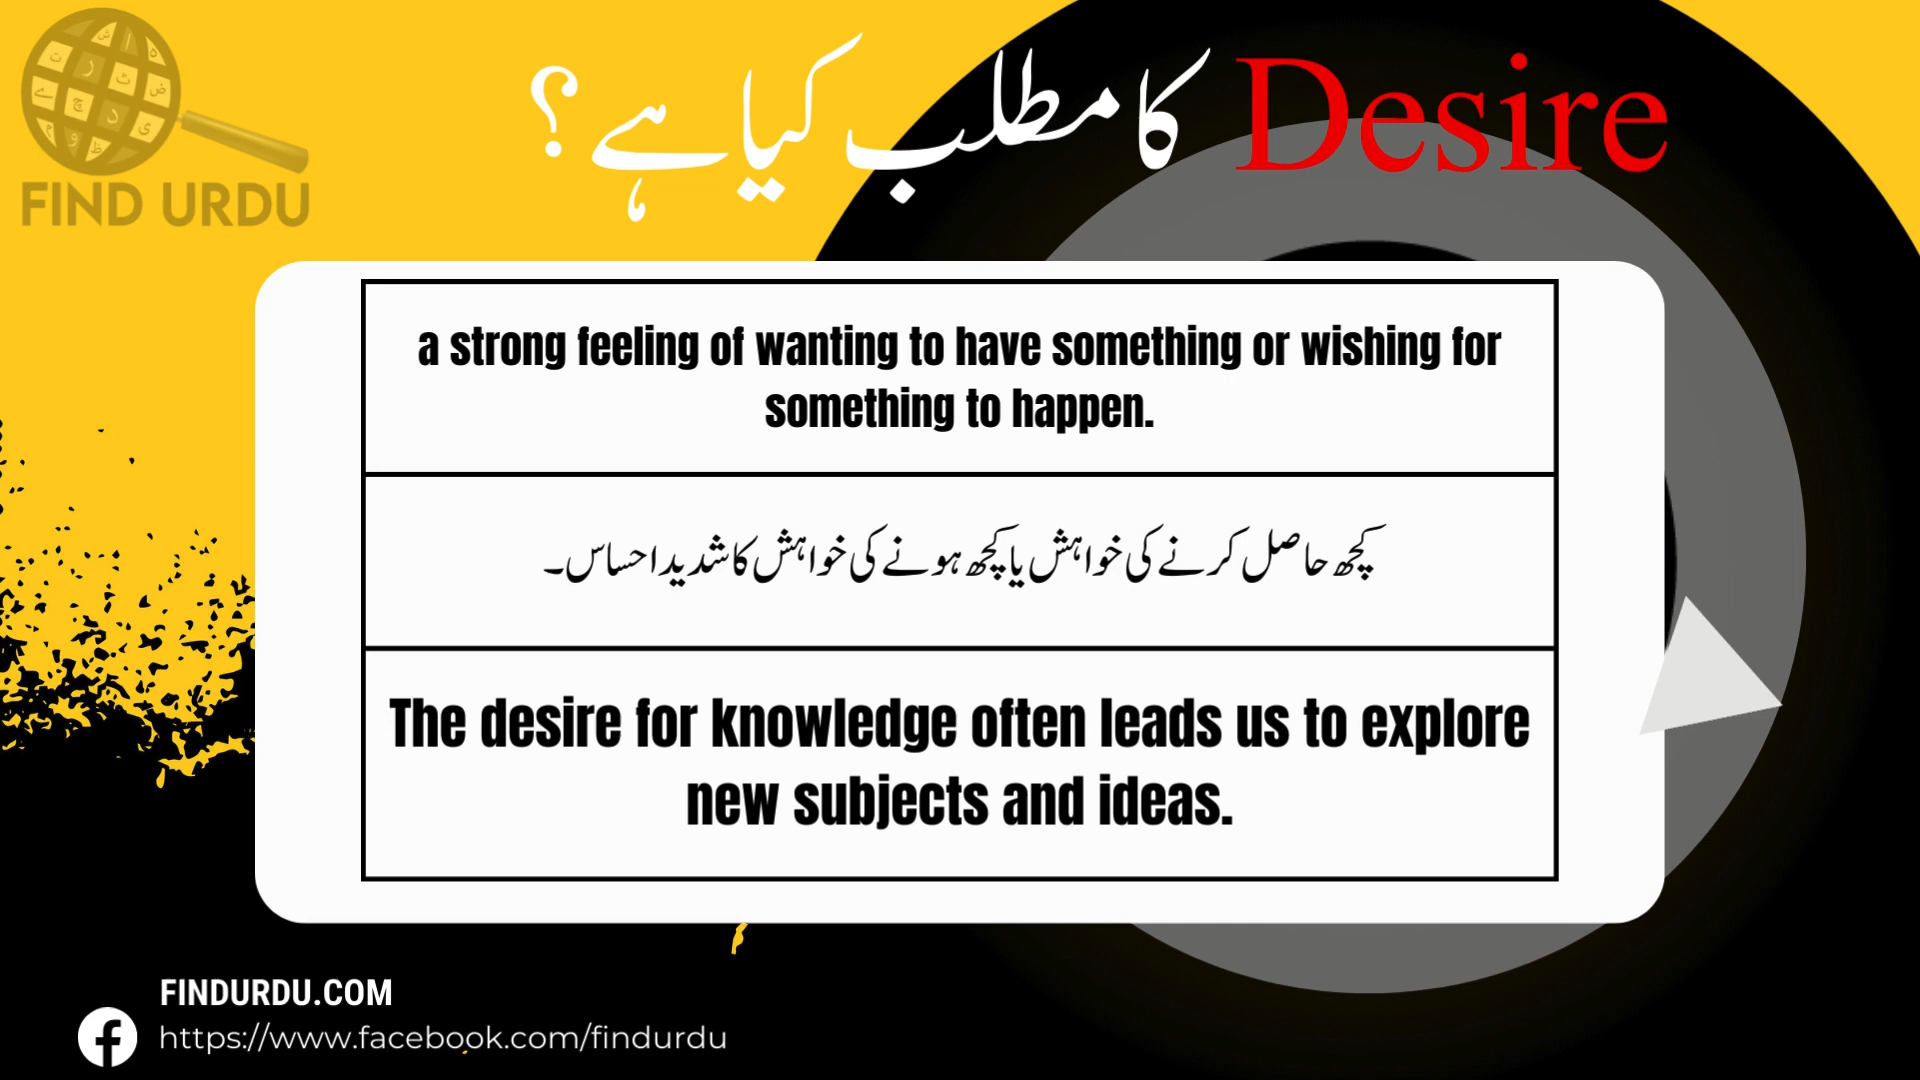 FIND URDU
Desire کا مطلب کیا ہے؟
a strong feeling of wanting to have something or wishing for
something to happen.
کچھ حاصل کرنے کی خواہش یا کچھ ہونے کی خواہش کا شدید احساس۔
The desire for knowledge often leads us to explore
new subjects and ideas.
FINDURDU.COM
https://www.facebook.com/findurdu